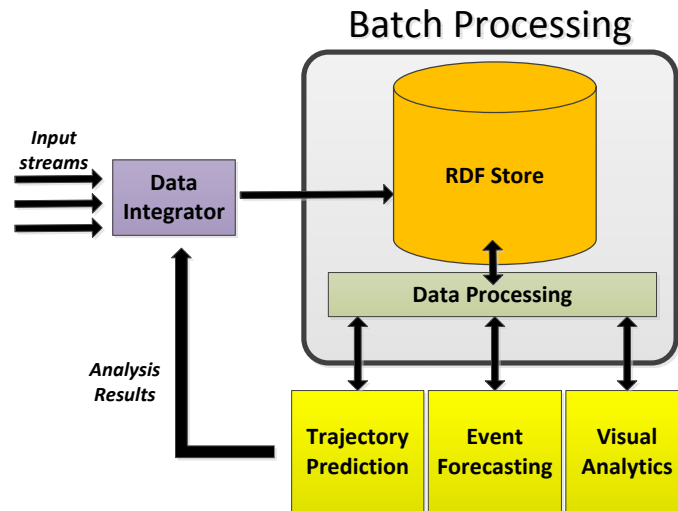 Batch Processing
Input
streams
Data
Integrator
RDF Store
Data Processing
Analysis
Results
Trajectory
Prediction
Event
Forecasting
Visual
Analytics